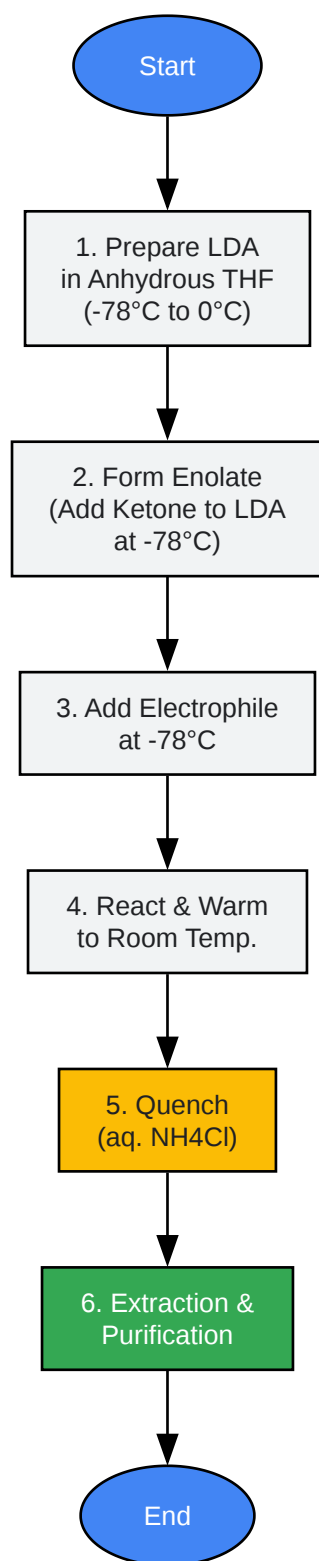 Start
1. Prepare LDA
in Anhydrous THF
(-78°C to 0°C)
2. Form Enolate
(Add Ketone to LDA
at -78°C)
3. Add Electrophile
at -78°C
4. React & Warm
to Room Temp.
5. Quench
(aq. NH4Cl)
6. Extraction &
Purification
End